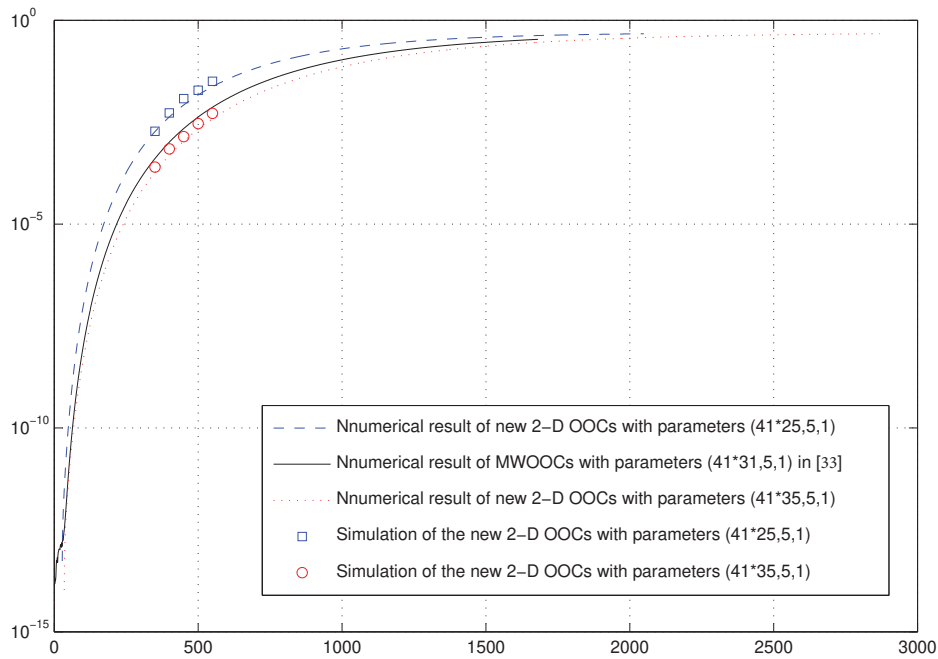 10^0
10^-5
10^-10
10^-15
0 500 1000 1500 2000 2500 3000
Nnumerical result of new 2−D OOCs with parameters (41*25,5,1)
Nnumerical result of MWOOCs with parameters (41*31,5,1) in [33]
Nnumerical result of new 2−D OOCs with parameters (41*35,5,1)
Simulation of the new 2−D OOCs with parameters (41*25,5,1)
Simulation of the new 2−D OOCs with parameters (41*35,5,1)